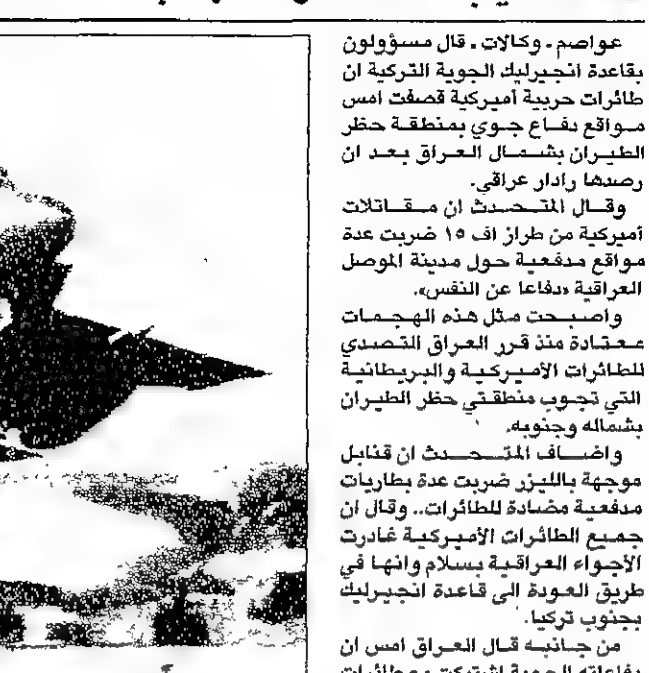 عواصم . وكالات . قال مسؤولون
بقاعدة انجيرليك الجوية التركية ان
طائرات حربية أميركية قصفت امس
مواقع دفاع جوي بمنطقة حظر
الطيران بشمال العراق بعد ان
رصدها رادار عراقي.
وقال المتحدث ان مقاتلات
أميركية من طراز اف ١٥ ضربت عدة
مواقع مدفعية حول مدينة الموصل
العراقية «دفاعا عن النفس».
واصبحت مثل هذه الهجمات
معتادة منذ قرر العراق التصدي
للطائرات الأميركية والبريطانية
التي تجوب منطقتي حظر الطيران
بشماله وجنوبه.
واضاف المتحدث ان قنابل
موجهة بالليزر ضربت عدة بطاريات
مدفعية مضادة للطائرات.. وقال ان
جميع الطائرات الأميركية غادرت
الأجواء العراقية بسلام وانها في
طريق العودة الى قاعدة انجيرليك
بجنوب تركيا.
من جانبه قال العراق امس ان